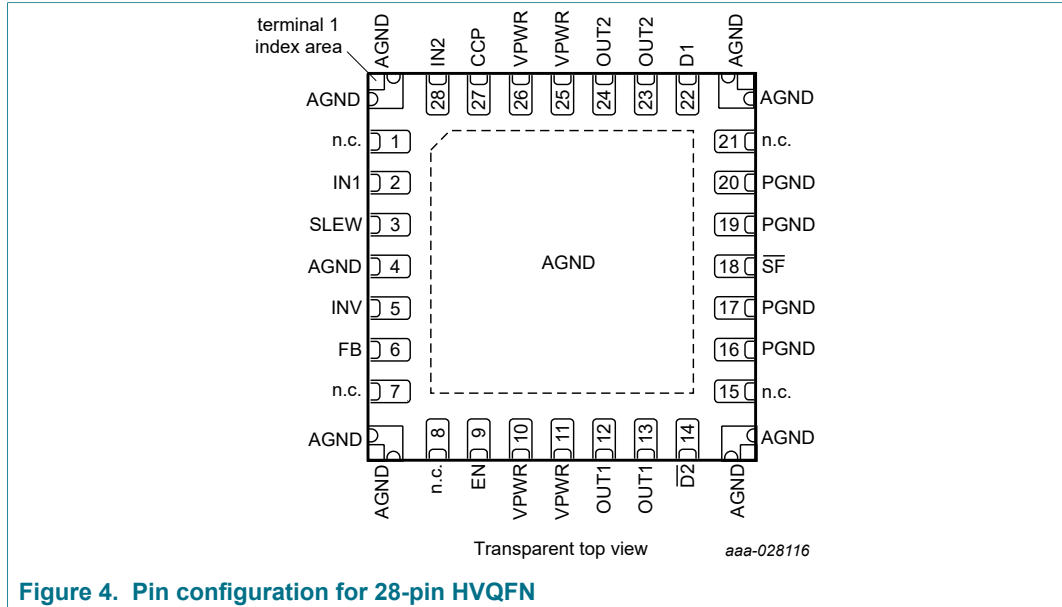 terminal 1
index area
AGND
IN2
CCP
VPWR
VPWR
OUT2
OUT2
D1
AGND
AGND
28
27
26
25
24
23
22
AGND
n.c. 1
21 n.c.
IN1 2
20 PGND
SLEW 3
19 PGND
AGND 4
AGND
18 S̅F̅
INV 5
17 PGND
FB 6
16 PGND
n.c. 7
15 n.c.
AGND
8
9
10
11
12
13
14
AGND
AGND
n.c.
EN
VPWR
VPWR
OUT1
OUT1
D̅2̅
AGND
Transparent top view
aaa-028116
Figure 4. Pin configuration for 28-pin HVQFN